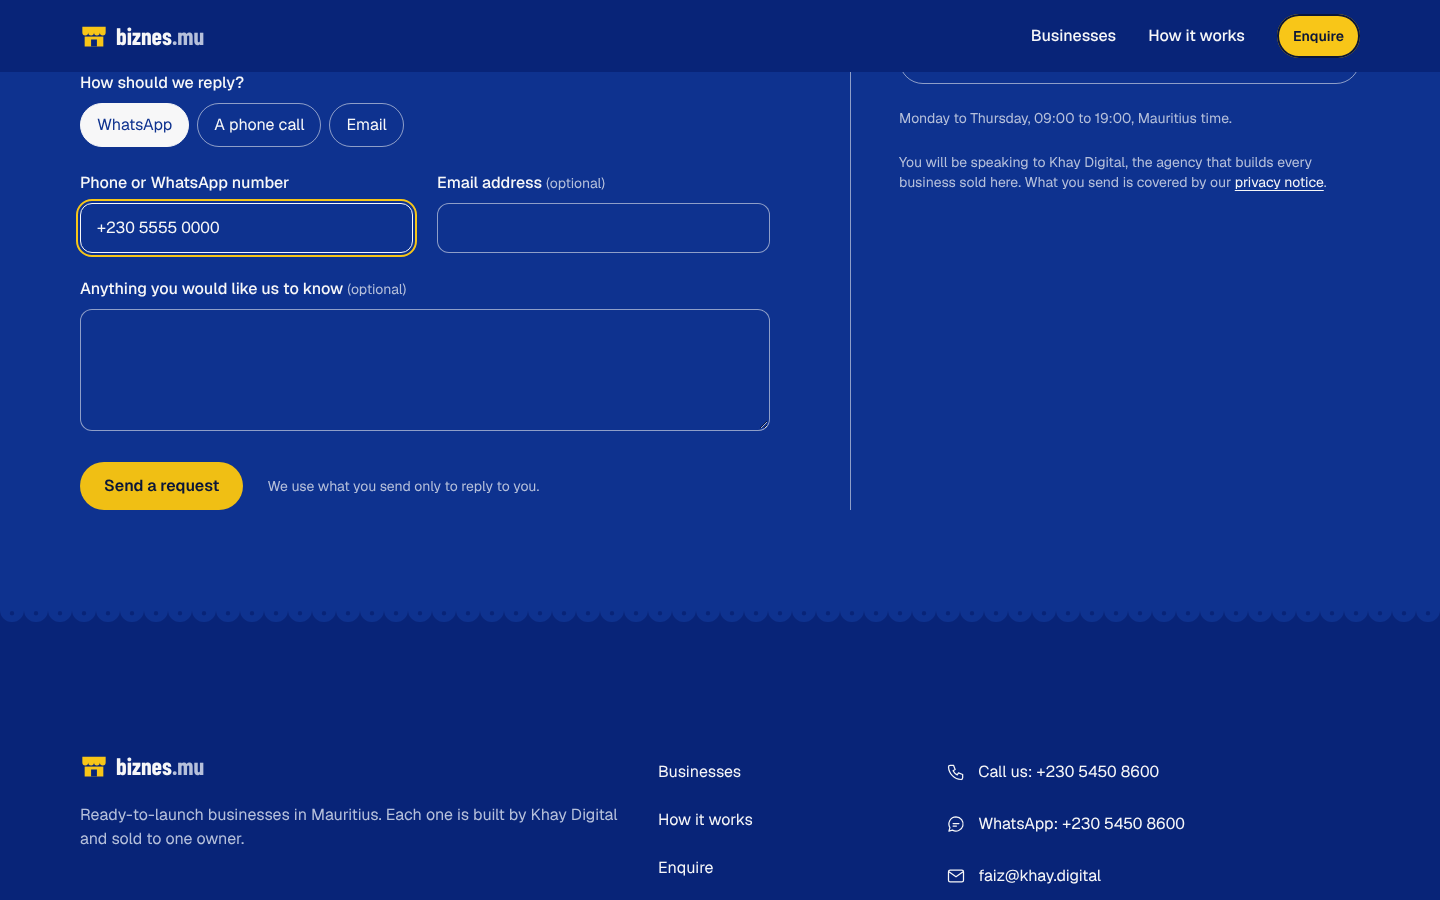 biznes.mu
Businesses
How it works
Enquire
How should we reply?
WhatsApp
A phone call
Email
Phone or WhatsApp number
+230 5555 0000
Email address (optional)
Anything you would like us to know (optional)
Send a request
We use what you send only to reply to you.
Monday to Thursday, 09:00 to 19:00, Mauritius time.
You will be speaking to Khay Digital, the agency that builds every
business sold here. What you send is covered by our privacy notice.
biznes.mu
Ready-to-launch businesses in Mauritius. Each one is built by Khay Digital
and sold to one owner.
Businesses
How it works
Enquire
Call us: +230 5450 8600
WhatsApp: +230 5450 8600
faiz@khay.digital